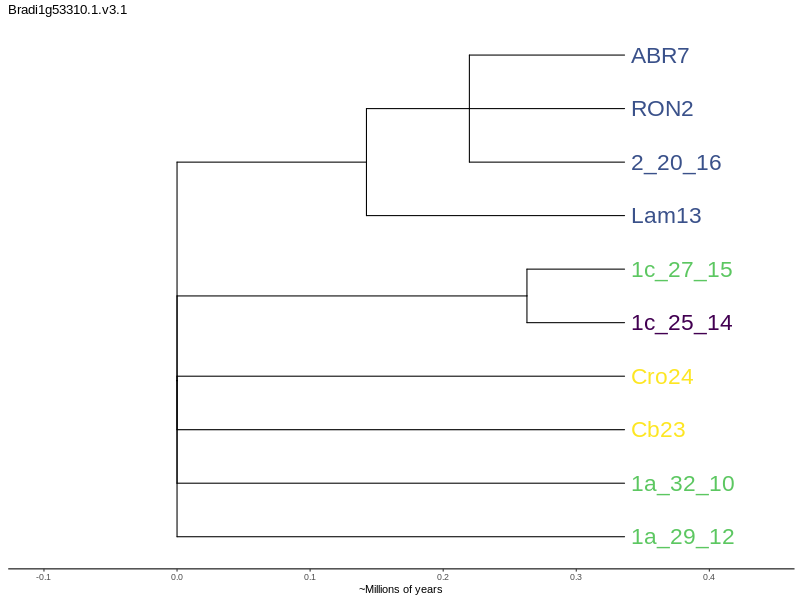 Bradi1g53310.1.v3.1
ABR7
RON2
2_20_16
Lam13
1c_27_15
1c_25_14
Cro24
Cb23
1a_32_10
1a_29_12
-0.1 0.0 0.1 0.2 0.3 0.4
~Millions of years